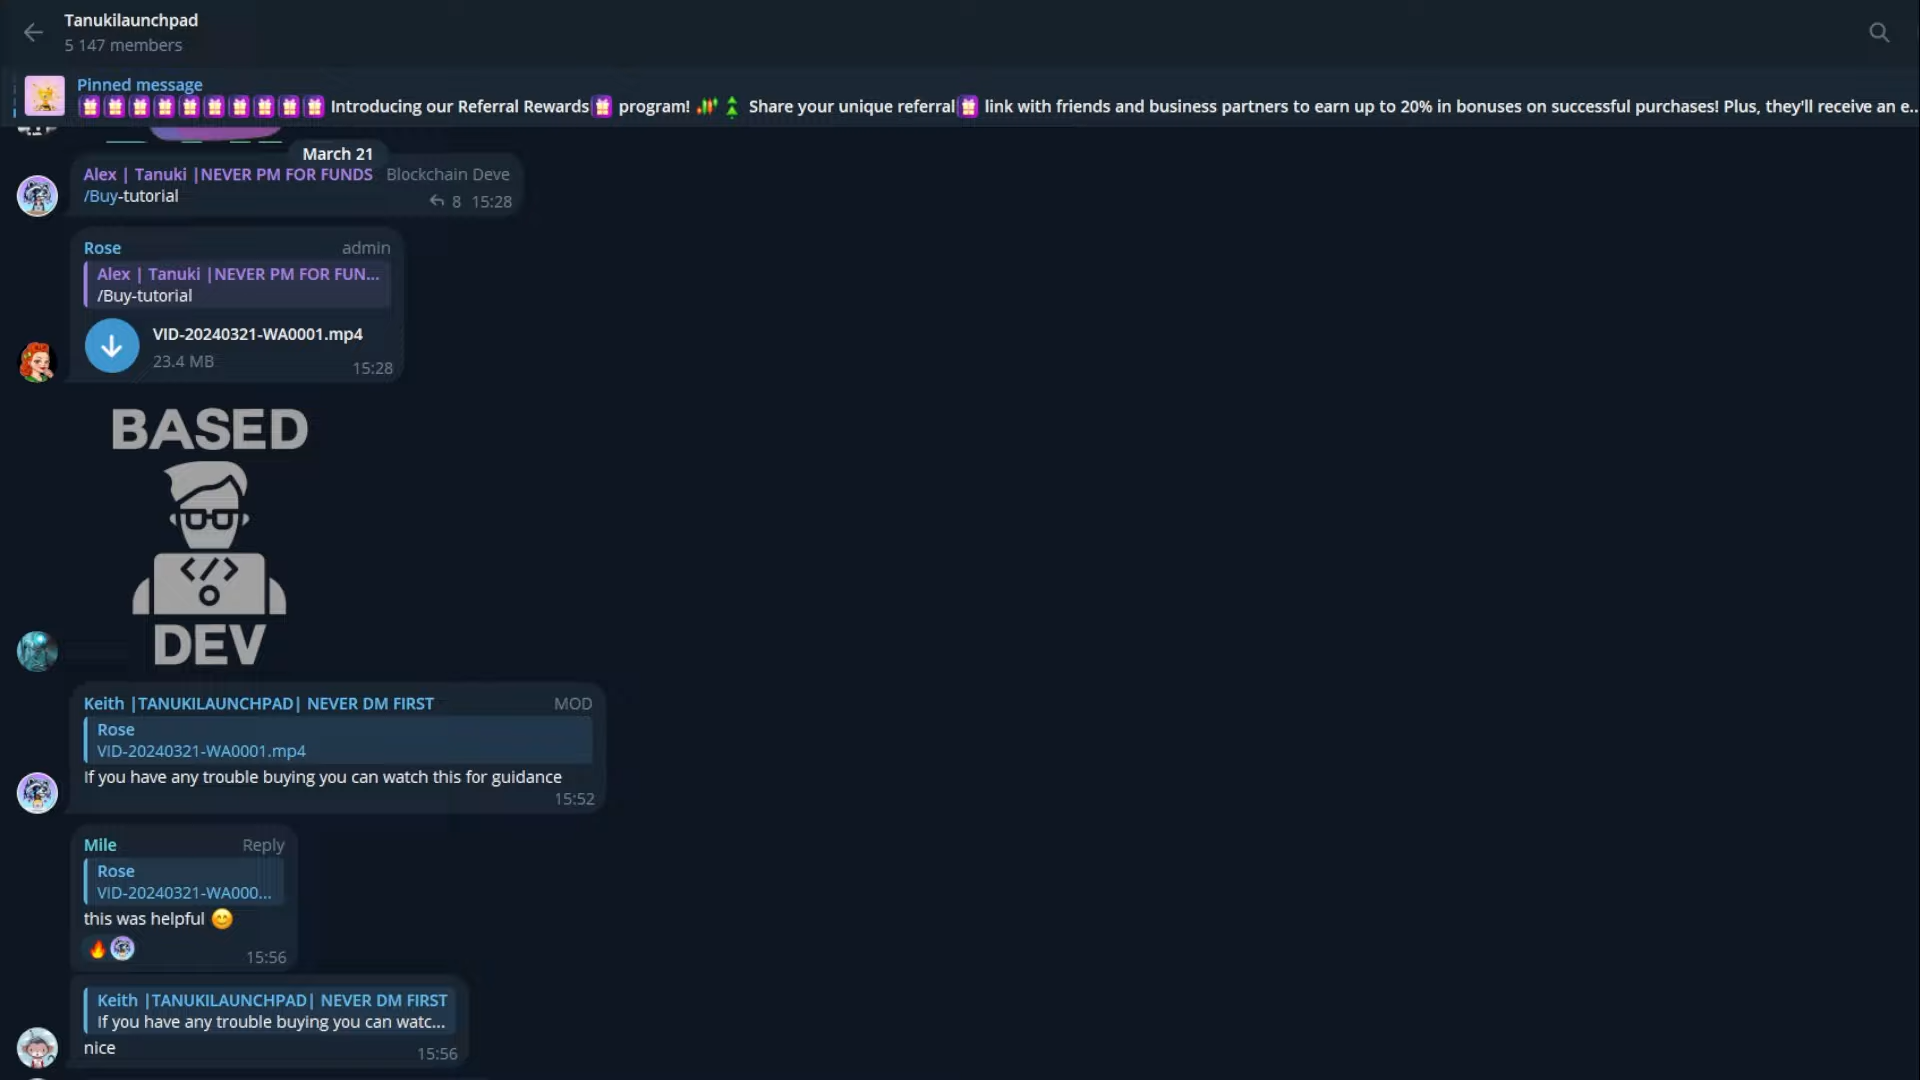 Tanukilaunchpad
5 147 members
Pinned message
🎁🎁🎁🎁🎁🎁🎁🎁🎁🎁 Introducing our Referral Rewards🎁 program! Share your unique referral🎁 link with friends and business partners to earn up to 20% in bonuses on successful purchases! Plus, they'll receive an e...
March 21
Alex | Tanuki |NEVER PM FOR FUNDS Blockchain Deve
/Buy-tutorial
8 15:28
Rose admin
Alex | Tanuki |NEVER PM FOR FUN...
/Buy-tutorial
VID-20240321-WA0001.mp4
23.4 MB
15:28
BASED
</>
DEV
Keith |TANUKILAUNCHPAD| NEVER DM FIRST MOD
Rose
VID-20240321-WA0001.mp4
If you have any trouble buying you can watch this for guidance
15:52
Mile Reply
Rose
VID-20240321-WA000...
this was helpful 😊
🔥
15:56
Keith |TANUKILAUNCHPAD| NEVER DM FIRST
If you have any trouble buying you can watc...
nice
15:56